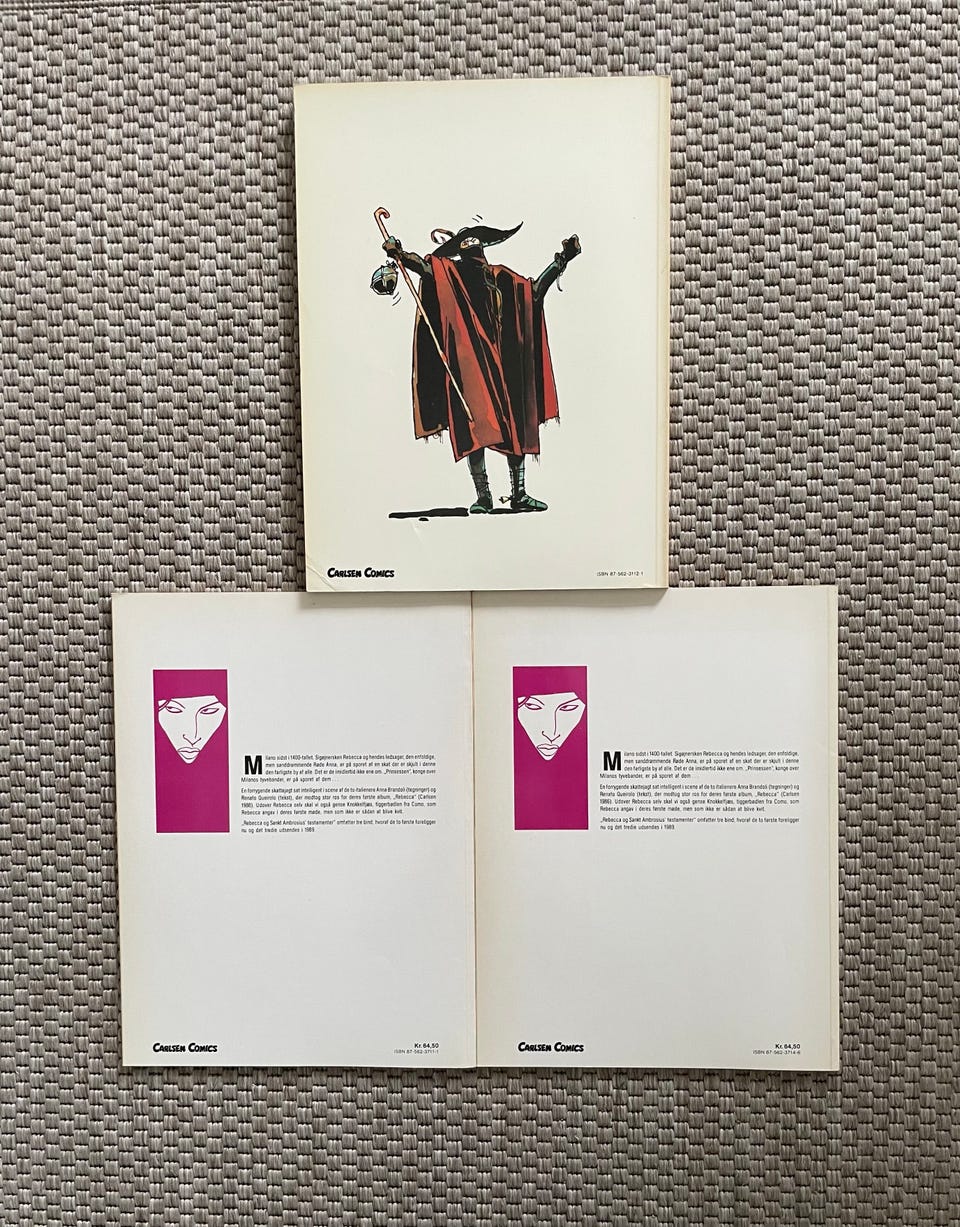 CARLSEN COMICS
ISBN 87-562-3112-1
Milano sidst i 1400-tallet. Sigøjnersken Rebecca og hendes ledsager, den enfoldige,
men sanddrømmende Røde Anna, er på sporet af en skat der er skjult i denne
den farligste by af alle. Det er de imidlertid ikke ene om. „Prinsessen", konge over
Milanos tyvebander, er på sporet af dem . . .
En forrygende skattejagt sat intelligent i scene af de to italienere Anna Brandoli (tegninger) og
Renato Queirolo (tekst), der modtog stor ros for deres første album, „Rebecca" (Carlsen
1986). Udover Rebecca selv skal vi også gense Knokkelfjæs, tiggerbadlen fra Como, som
Rebecca angav i deres første møde, men som ikke er sådan at blive kvit.
„Rebecca og Sankt Ambrosius' testamenter" omfatter tre bind, hvoraf de to første foreligger
nu og det tredie udsendes i 1989.
CARLSEN COMICS
Kr. 64,50
ISBN 87-562-3711-1
Milano sidst i 1400-tallet. Sigøjnersken Rebecca og hendes ledsager, den enfoldige,
men sanddrømmende Røde Anna, er på sporet af en skat der er skjult i denne
den farligste by af alle. Det er de imidlertid ikke ene om. „Prinsessen", konge over
Milanos tyvebander, er på sporet af dem . . .
En forrygende skattejagt sat intelligent i scene af de to italienere Anna Brandoli (tegninger) og
Renato Queirolo (tekst), der modtog stor ros for deres første album, „Rebecca" (Carlsen
1986). Udover Rebecca selv skal vi også gense Knokkelfjæs, tiggerbadlen fra Como, som
Rebecca angav i deres første møde, men som ikke er sådan at blive kvit.
„Rebecca og Sankt Ambrosius' testamenter" omfatter tre bind, hvoraf de to første foreligger
nu og det tredie udsendes i 1989.
CARLSEN COMICS
Kr. 64,50
ISBN 87-562-3714-6